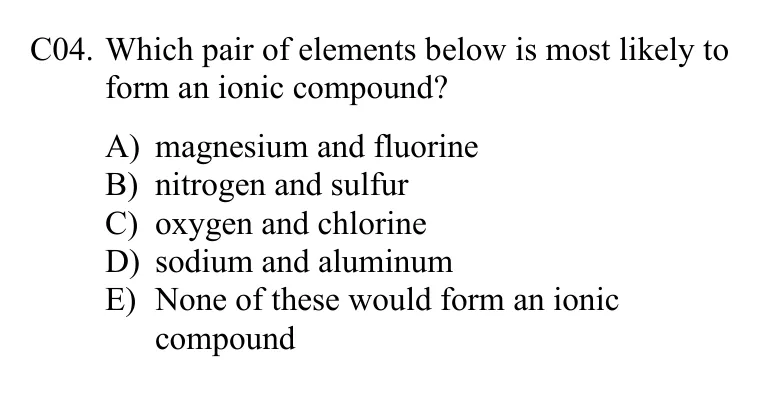 C04. Which pair of elements below is most likely to
form an ionic compound?
A) magnesium and fluorine
B) nitrogen and sulfur
C) oxygen and chlorine
D) sodium and aluminum
E) None of these would form an ionic
compound